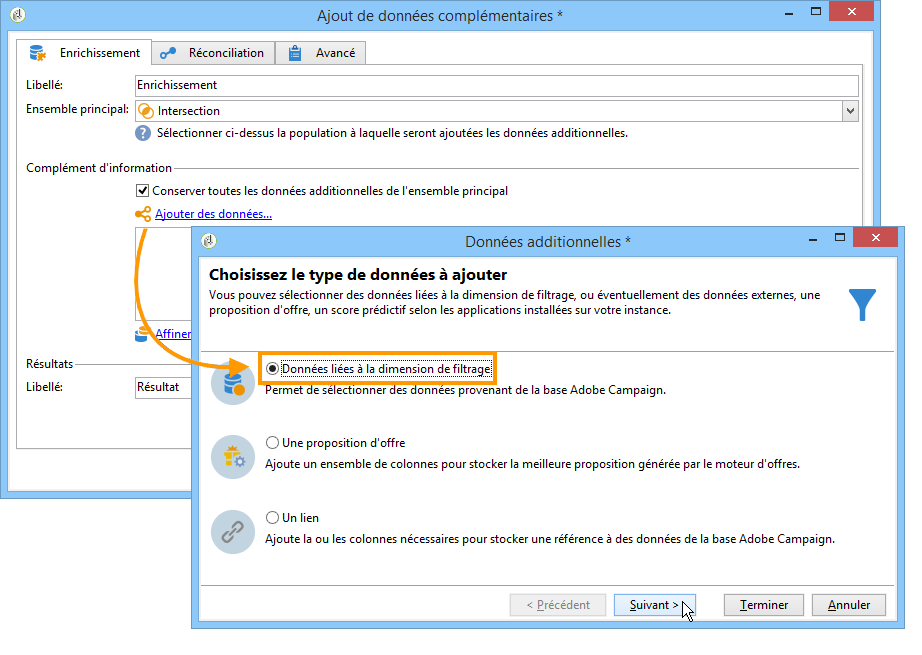 Ajout de données complémentaires *
Enrichissement
Réconciliation
Avancé
Libellé:
Enrichissement
Ensemble principal:
Intersection
Sélectionner ci-dessus la population à laquelle seront ajoutées les données additionnelles.
Complément d'information
Conserver toutes les données additionnelles de l'ensemble principal
Ajouter des données...
Affiner
Résultats
Libellé:
Résultat
Données additionnelles *
Choisissez le type de données à ajouter
Vous pouvez sélectionner des données liées à la dimension de filtrage, ou éventuellement des données externes, une
proposition d'offre, un score prédictif selon les applications installées sur votre instance.
Données liées à la dimension de filtrage
Permet de sélectionner des données provenant de la base Adobe Campaign.
Une proposition d'offre
Ajoute un ensemble de colonnes pour stocker la meilleure proposition générée par le moteur d'offres.
Un lien
Ajoute la ou les colonnes nécessaires pour stocker une référence à des données de la base Adobe Campaign.
< Précédent
Suivant >
Terminer
Annuler